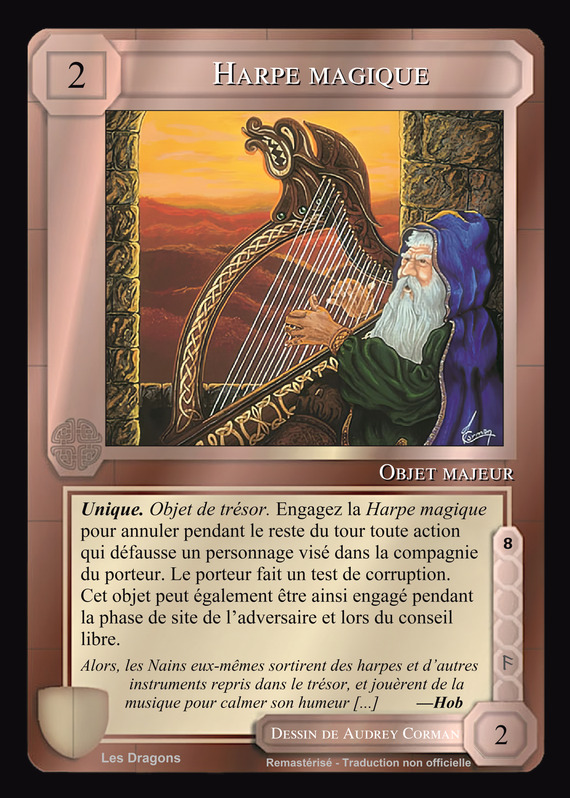 2
HARPE MAGIQUE
Corman
OBJET MAJEUR
Unique. Objet de trésor. Engagez la Harpe magique
pour annuler pendant le reste du tour toute action
qui défausse un personnage visé dans la compagnie
du porteur. Le porteur fait un test de corruption.
Cet objet peut également être ainsi engagé pendant
la phase de site de l’adversaire et lors du conseil
libre.
8
Alors, les Nains eux-mêmes sortirent des harpes et d’autres
instruments repris dans le trésor, et jouèrent de la
musique pour calmer son humeur [...] —Hob
DESSIN DE AUDREY CORMAN
2
Les Dragons
Remastérisé - Traduction non officielle